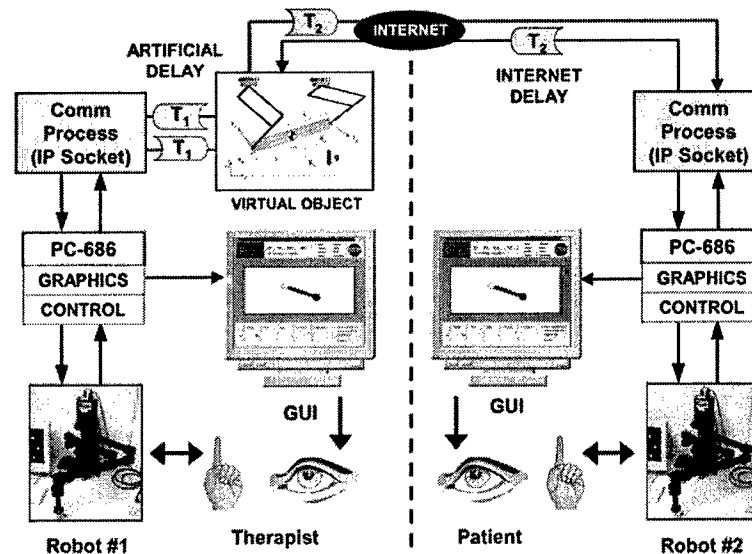 T2
INTERNET
T2
ARTIFICIAL
DELAY
INTERNET
DELAY
Comm
Process
(IP Socket)
T1
T1
Comm
Process
(IP Socket)
VIRTUAL OBJECT
PC-686
GRAPHICS
CONTROL
PC-686
GRAPHICS
CONTROL
GUI
GUI
Robot #1
Therapist
Patient
Robot #2